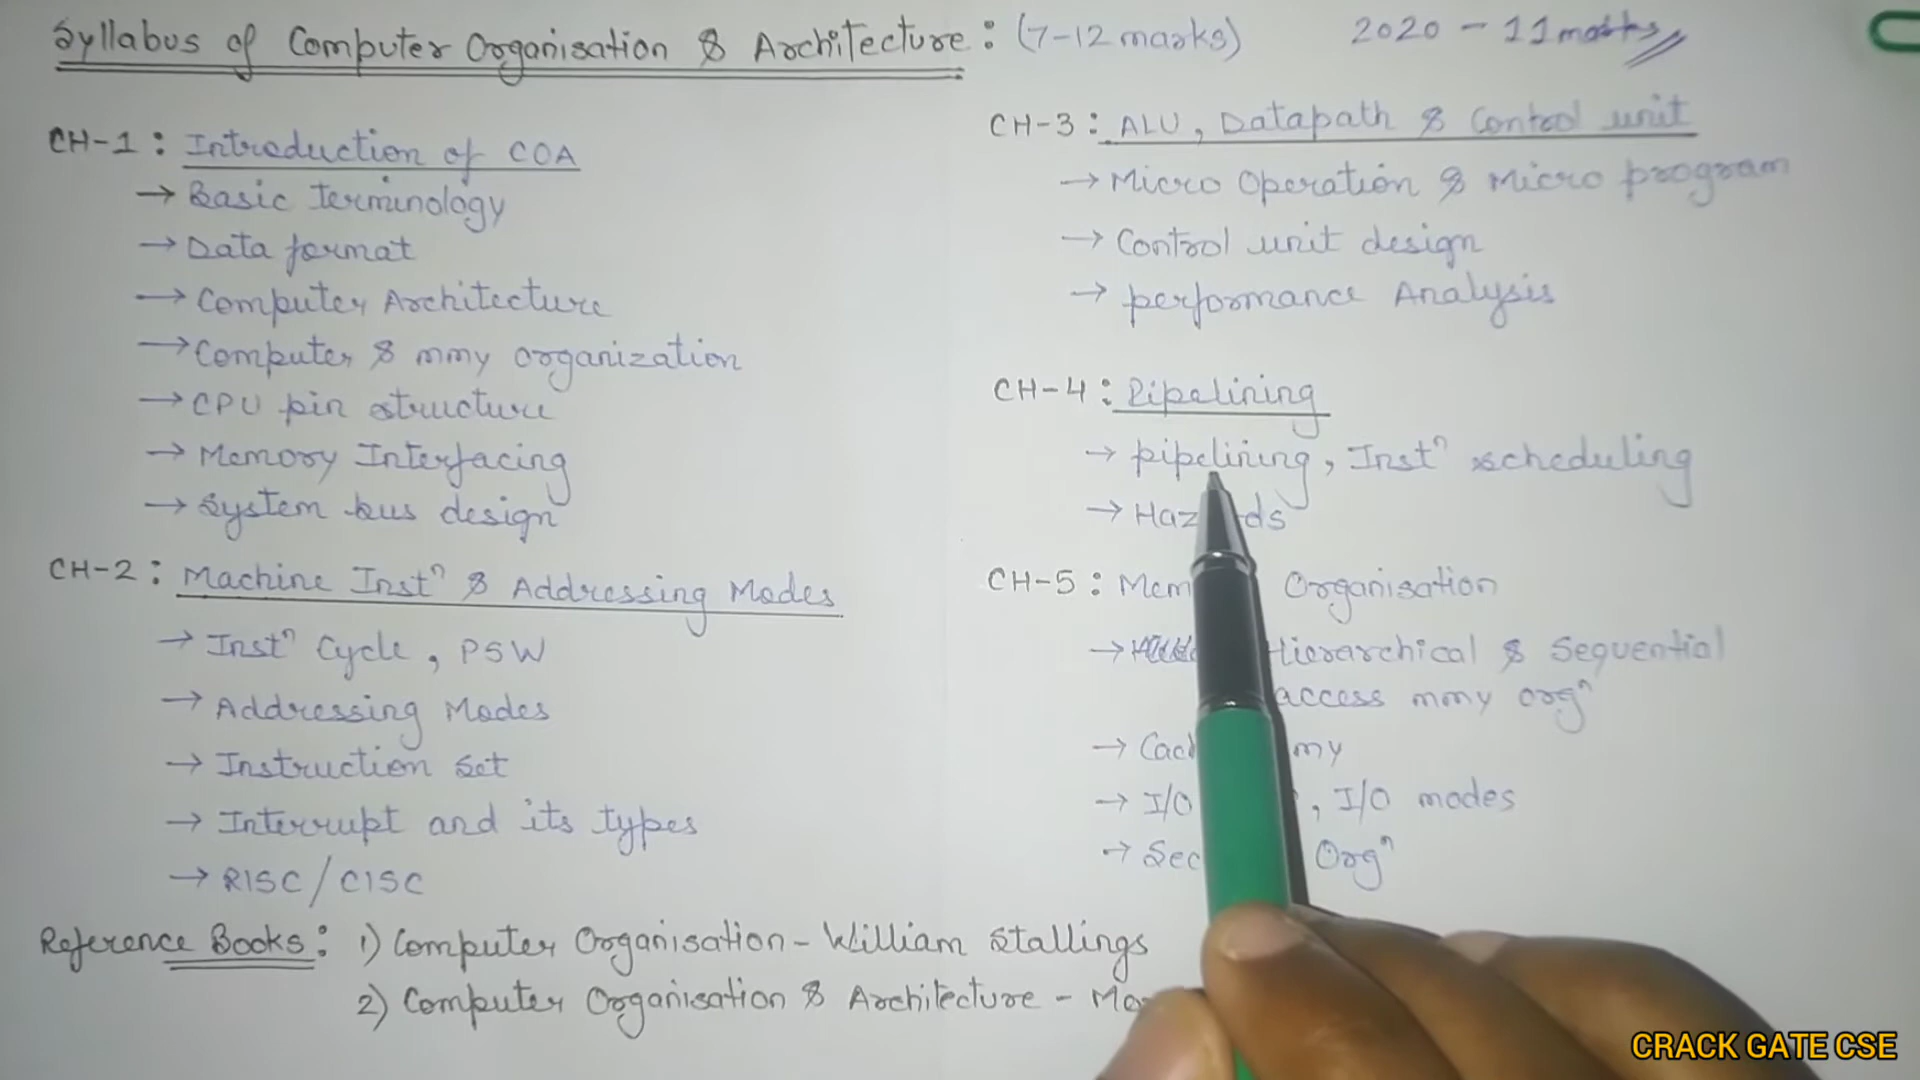 Syllabus of Computer Organisation & Architecture : (7-12 marks) 2020 - 11 marks
CH-1 : Introduction of COA
→ Basic terminology
→ Data format
→ Computer Architecture
→ Computer & mmy organization
→ CPU pin structure
→ Memory Interfacing
→ System bus design
CH-2 : Machine Instⁿ & Addressing Modes
→ Instⁿ Cycle, PSW
→ Addressing Modes
→ Instruction set
→ Interrupt and its types
→ RISC/CISC
CH-3 : ALU, Datapath & Control unit
→ Micro Operation & Micro program
→ Control unit design
→ performance Analysis
CH-4 : Pipelining
→ pipelining, Instⁿ scheduling
→ Hazards
CH-5 : Mem Organisation
→ Hierarchical & Sequential
access mmy orgⁿ
→ my
→ I/O , I/O modes
→ Sec Orgⁿ
Reference Books : 1) Computer Organisation - William Stallings
2) Computer Organisation & Architecture -
CRACK GATE CSE